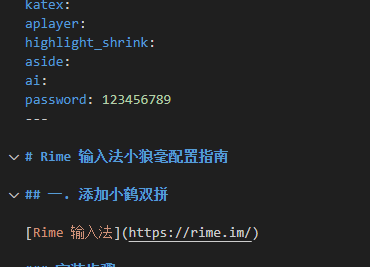 katex:
aplayer:
highlight_shrink:
aside:
ai:
password: 123456789
---
# Rime 输入法小狼毫配置指南
## 一. 添加小鹤双拼
[Rime 输入法](https://rime.im/)